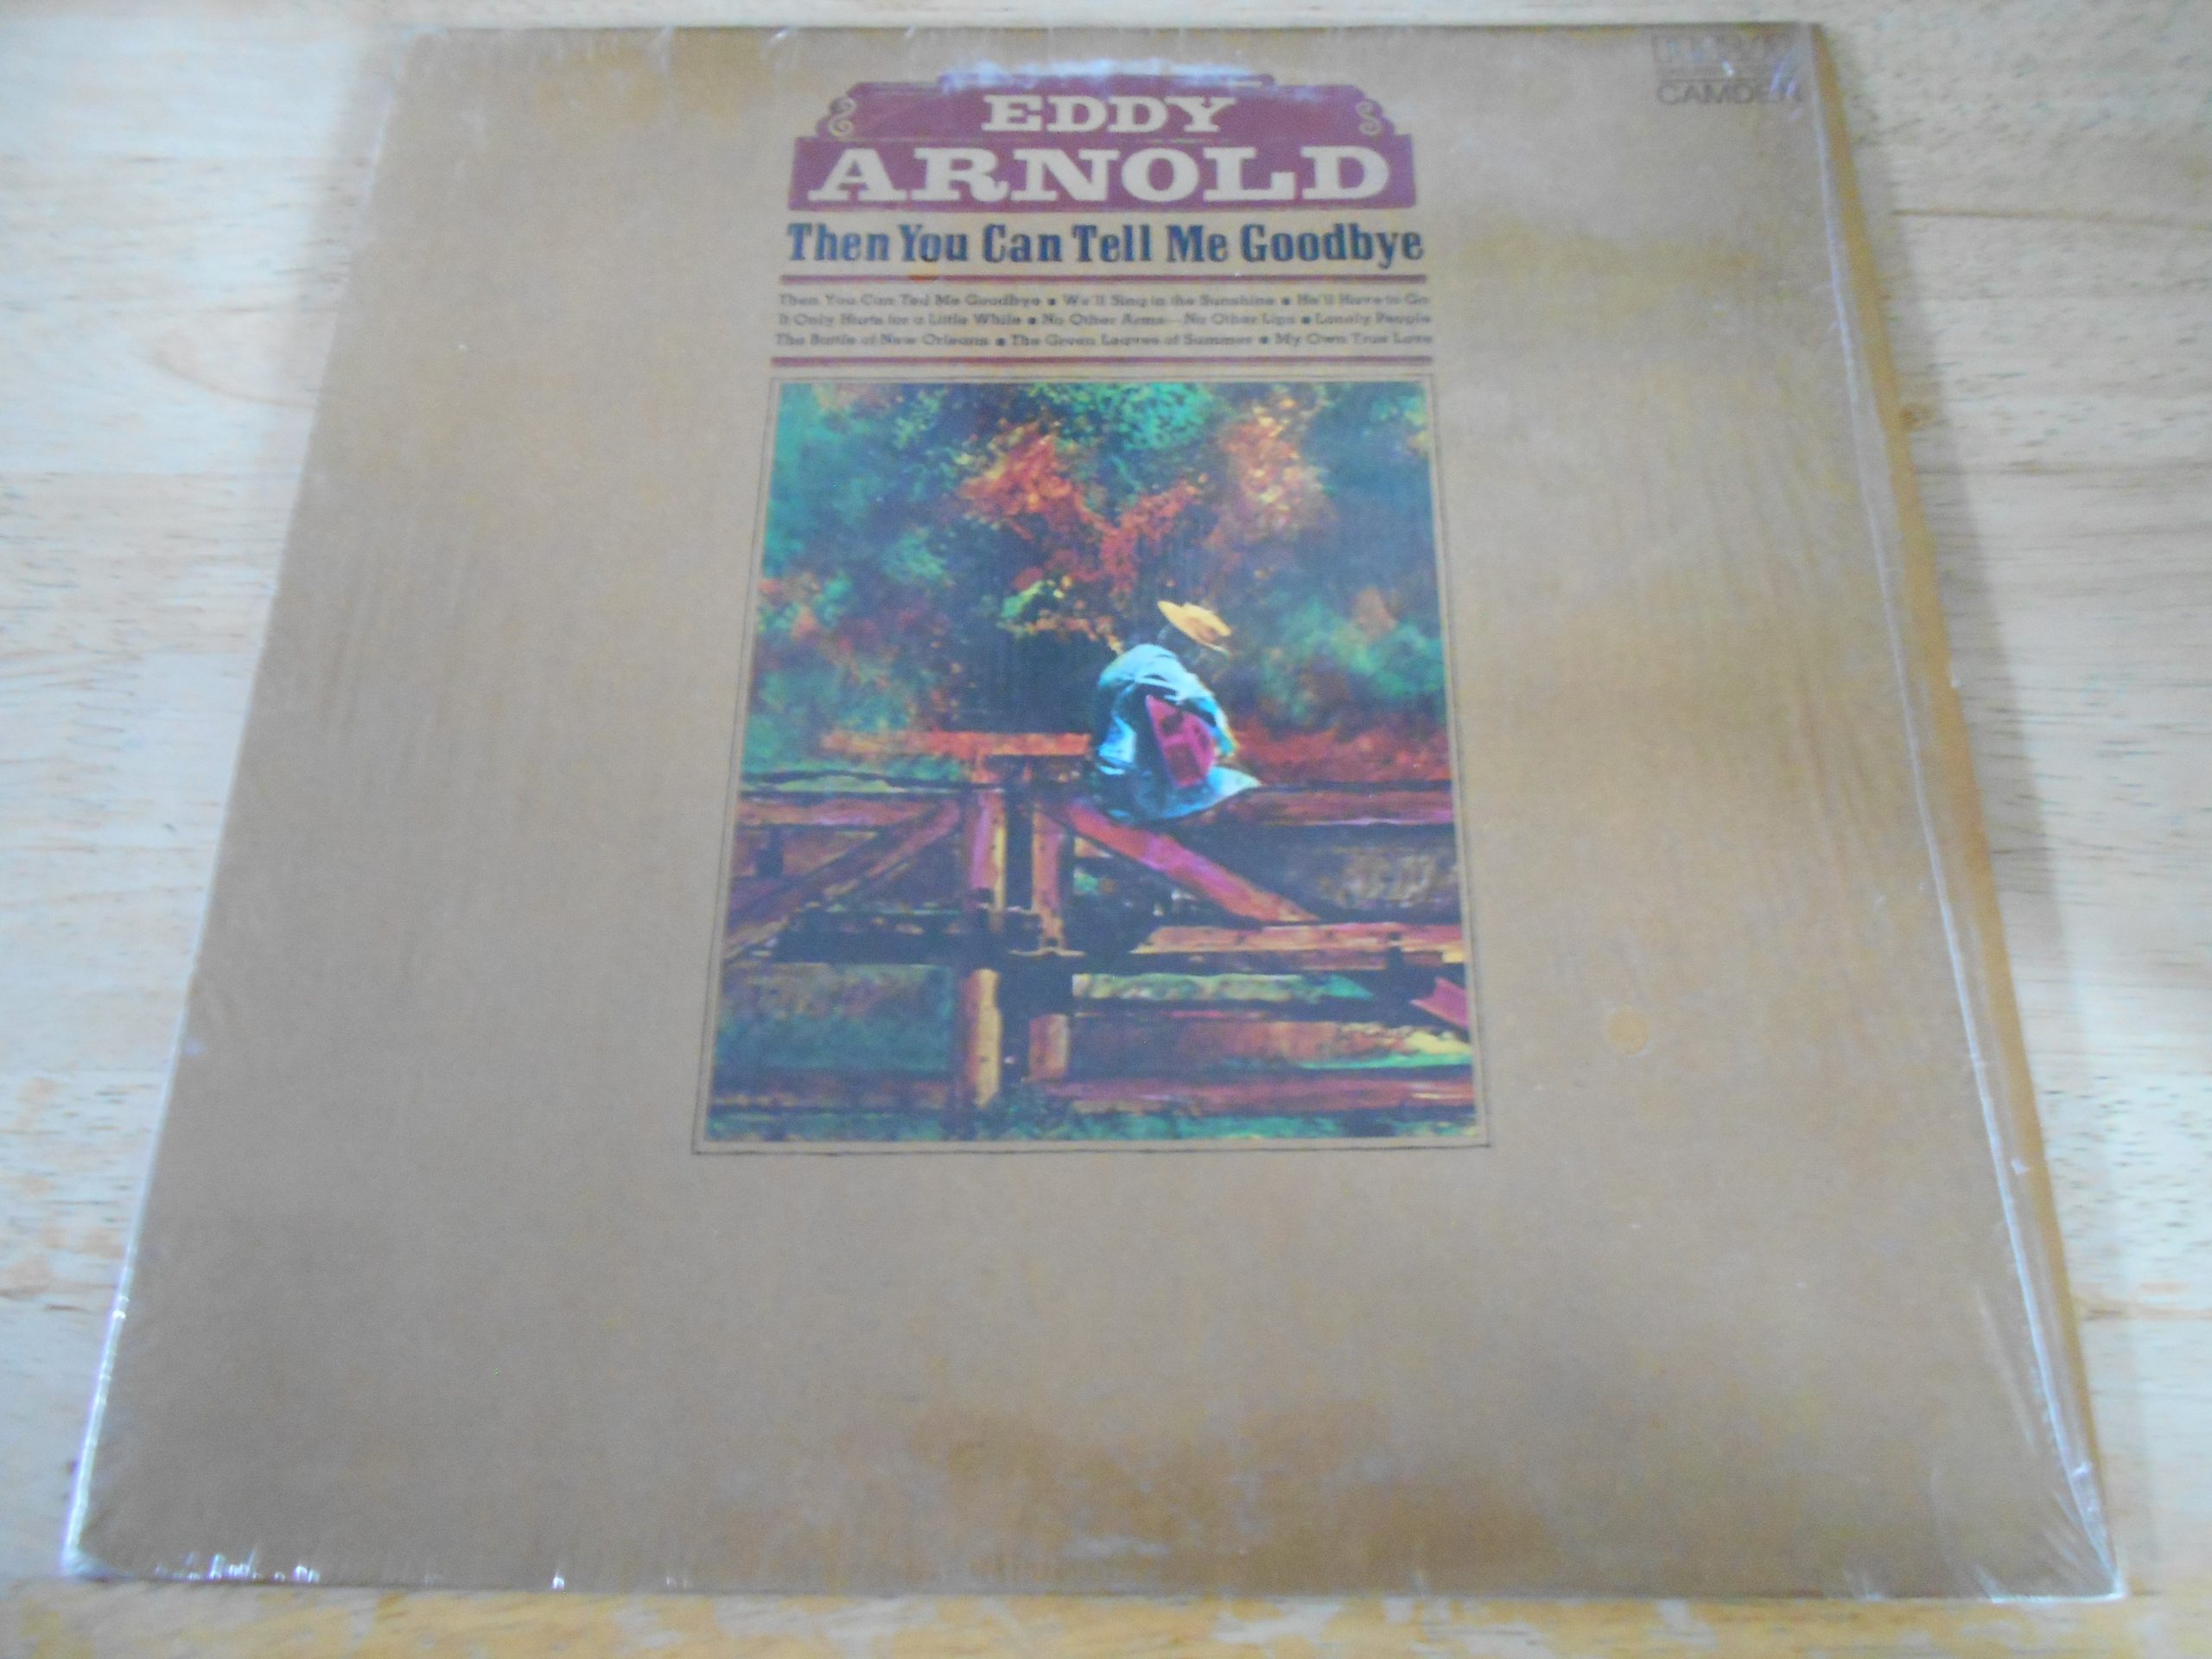 RCA
CAMDEN
EDDY
ARNOLD
Then You Can Tell Me Goodbye
Then You Can Tell Me Goodbye ■ We'll Sing in the Sunshine ■ He'll Have to Go
It Only Hurts for a Little While ■ No Other Arms—No Other Lips ■ Lonely People
The Battle of New Orleans ■ The Green Leaves of Summer ■ My Own True Love